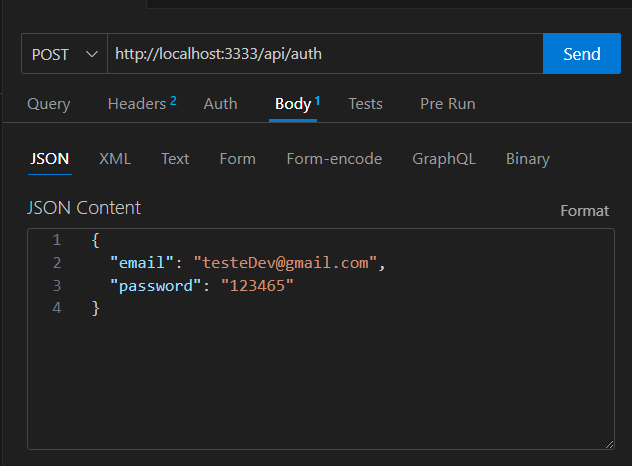 POST http://localhost:3333/api/auth Send
Query Headers 2 Auth Body 1 Tests Pre Run
JSON XML Text Form Form-encode GraphQL Binary
JSON Content Format
1 {
2 "email": "testeDev@gmail.com",
3 "password": "123465"
4 }